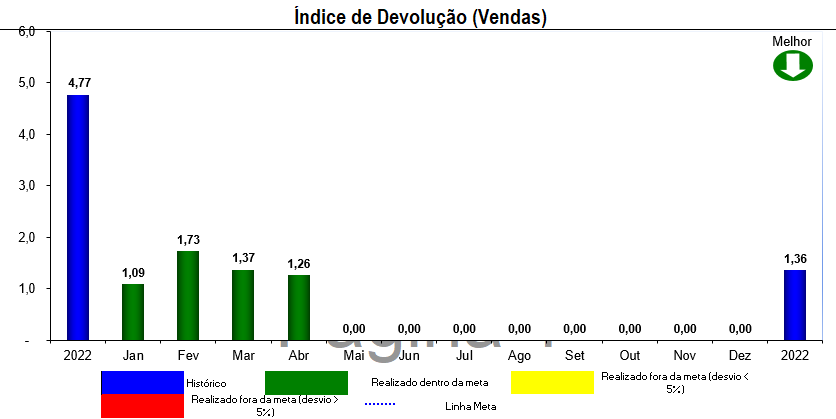 Índice de Devolução (Vendas)
6,0
Melhor
5,0
4,77
4,0
3,0
2,0
1,73
1,37
1,36
1,26
1,09
1,0
0,00 0,00 0,00 0,00 0,00 0,00 0,00 0,00
-
2022 Jan Fev Mar Abr Mai Jun Jul Ago Set Out Nov Dez 2022
Página 1
Histórico
Realizado dentro da meta
Realizado fora da meta (desvio <
5%)
Realizado fora da meta (desvio >
5%)
Linha Meta